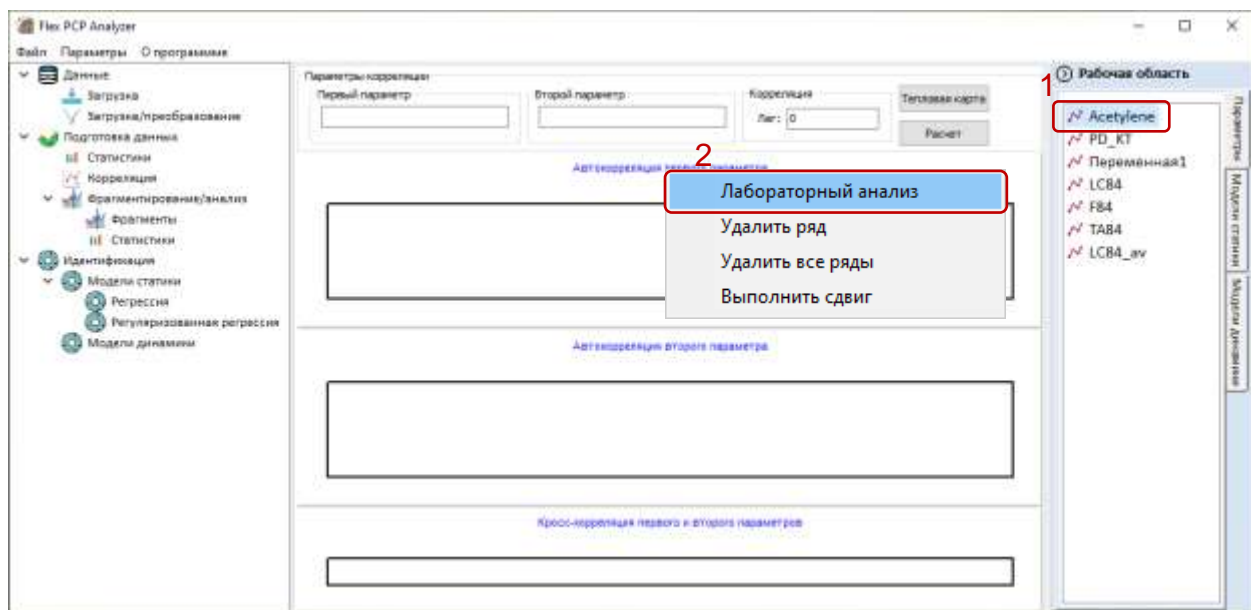 Flex PCP Analyzer
Файл Параметры О программе
Данные
Загрузка
Загрузка/преобразование
Подготовка данных
Статистики
Корреляция
Фрагментирование/анализ
Фрагменты
Статистики
Идентификация
Модели статики
Регрессия
Регуляризованная регрессия
Модели динамики
Параметры корреляции
Первый параметр
Второй параметр
Корреляция
Лаг: 0
Тепловая карта
Расчет
Автокорреляция первого параметра
2
Лабораторный анализ
Удалить ряд
Удалить все ряды
Выполнить сдвиг
Автокорреляция второго параметра
Кросс-корреляция первого и второго параметров
Рабочая область
1
Acetylene
PD_KT
Переменная1
LC84
F84
TA84
LC84_av
Параметры
Модели статики
Модели динамики